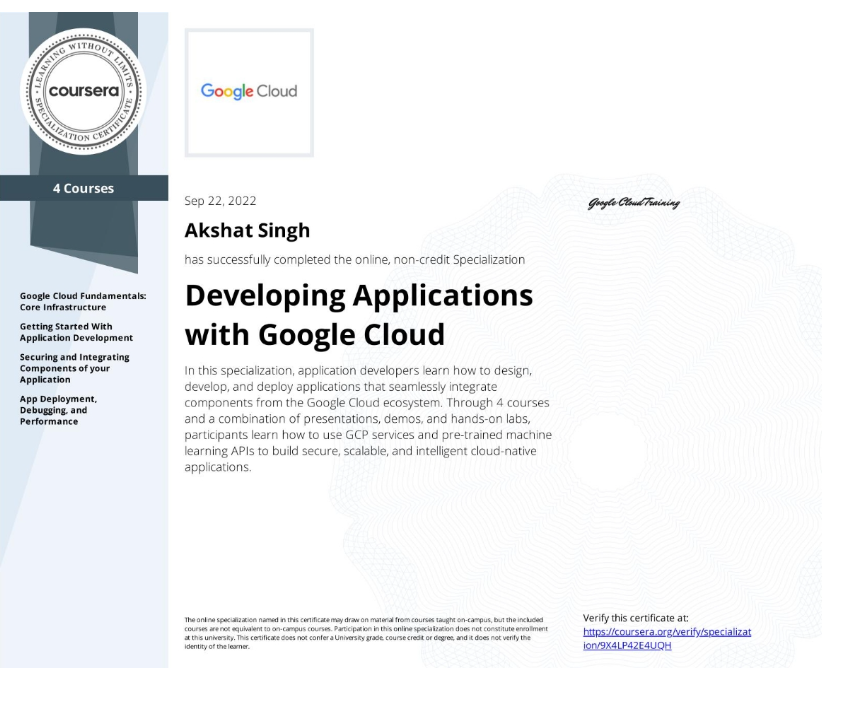 LEARNING WITHOUT LIMITS
coursera
SPECIALIZATION CERTIFICATE
4 Courses
Google Cloud Fundamentals:
Core Infrastructure
Getting Started With
Application Development
Securing and Integrating
Components of your
Application
App Deployment,
Debugging, and
Performance
Google Cloud
Sep 22, 2022
Google Cloud Training
Akshat Singh
has successfully completed the online, non-credit Specialization
Developing Applications
with Google Cloud
In this specialization, application developers learn how to design,
develop, and deploy applications that seamlessly integrate
components from the Google Cloud ecosystem. Through 4 courses
and a combination of presentations, demos, and hands-on labs,
participants learn how to use GCP services and pre-trained machine
learning APIs to build secure, scalable, and intelligent cloud-native
applications.
The online specialization named in this certificate may draw on material from courses taught on-campus, but the included
courses are not equivalent to on-campus courses. Participation in this online specialization does not constitute enrollment
at this university. This certificate does not confer a University grade, course credit or degree, and it does not verify the
identity of the learner.
Verify this certificate at:
https://coursera.org/verify/specializat
ion/9X4LP42E4UQH